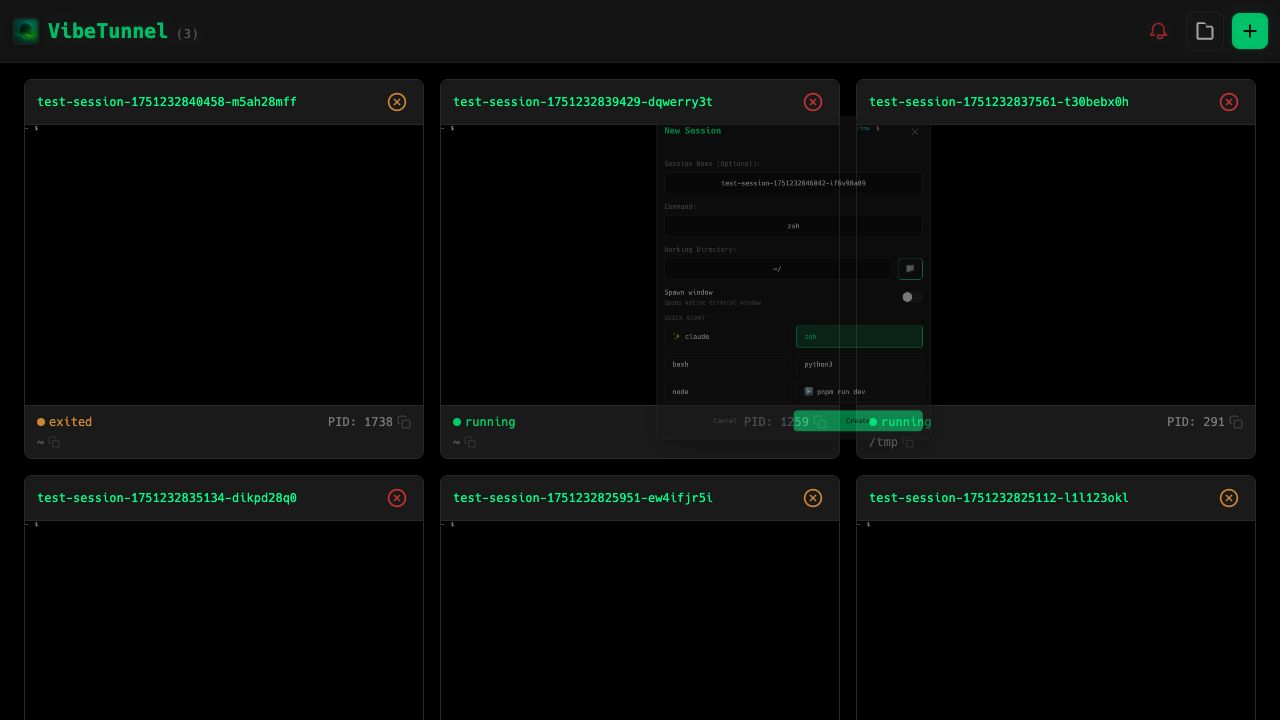 VibeTunnel (3)
test-session-1751232840458-m5ah28mff
~ $
exited
PID: 1738
~
test-session-1751232839429-dqwerry3t
~ $
running
PID: 1259
~
test-session-1751232837561-t30bebx0h
/tmp $
running
PID: 291
/tmp
New Session
Session Name (Optional):
test-session-1751232846042-if6v98a09
Command:
zsh
Working Directory:
~/
Spawn window
Opens native terminal window
QUICK START
✨ claude
zsh
bash
python3
node
▶️ pnpm run dev
Cancel
Create
test-session-1751232835134-dikpd28q0
~ $
test-session-1751232825951-ew4ifjr5i
~ $
test-session-1751232825112-l1l123okl
~ $